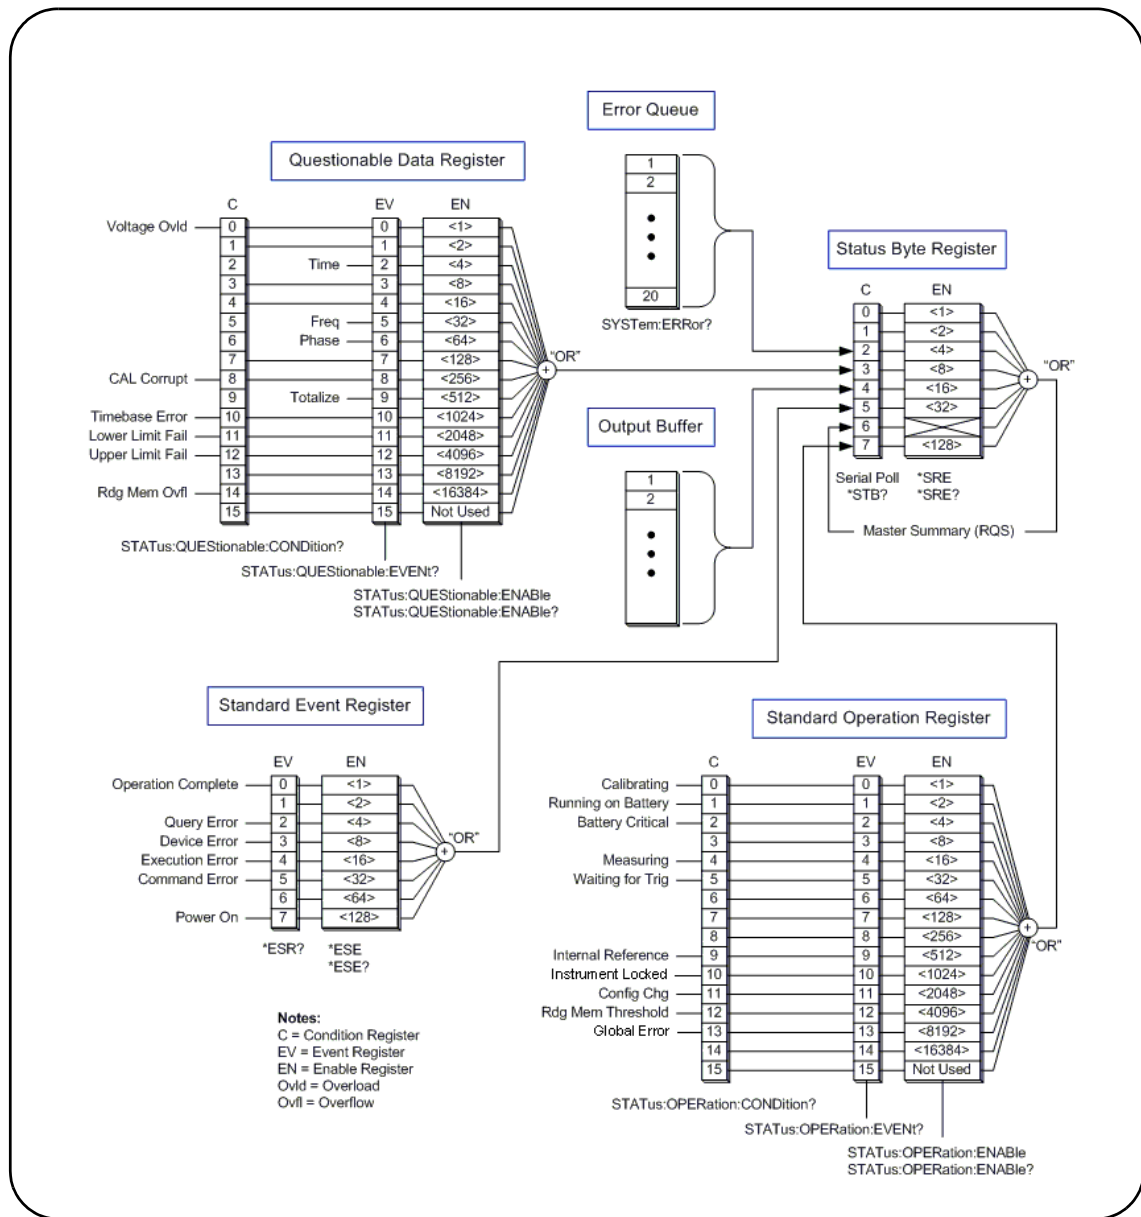 Error Queue
1
2
20
SYSTem:ERRor?
Questionable Data Register
C EV EN
Voltage Ovld 0 0 <1>
1 1 <2>
2 Time 2 <4>
3 3 <8>
4 4 <16>
5 Freq 5 <32>
6 Phase 6 <64>
7 7 <128>
CAL Corrupt 8 8 <256>
9 Totalize 9 <512>
Timebase Error 10 10 <1024>
Lower Limit Fail 11 11 <2048>
Upper Limit Fail 12 12 <4096>
13 13 <8192>
Rdg Mem Ovfl 14 14 <16384>
15 15 Not Used
"OR"
+
STATus:QUEStionable:CONDition?
STATus:QUEStionable:EVENt?
STATus:QUEStionable:ENABle
STATus:QUEStionable:ENABle?
Status Byte Register
C EN
0 <1>
1 <2>
2 <4>
3 <8>
4 <16>
5 <32>
6
7 <128>
"OR"
+
Serial Poll *SRE
*STB? *SRE?
Master Summary (RQS)
Output Buffer
1
2
Standard Event Register
EV EN
Operation Complete 0 <1>
1 <2>
Query Error 2 <4>
Device Error 3 <8>
Execution Error 4 <16>
Command Error 5 <32>
6 <64>
Power On 7 <128>
"OR"
+
*ESR? *ESE
*ESE?
Standard Operation Register
C EV EN
Calibrating 0 0 <1>
Running on Battery 1 1 <2>
Battery Critical 2 2 <4>
3 3 <8>
Measuring 4 4 <16>
Waiting for Trig 5 5 <32>
6 6 <64>
7 7 <128>
8 8 <256>
Internal Reference 9 9 <512>
Instrument Locked 10 10 <1024>
Config Chg 11 11 <2048>
Rdg Mem Threshold 12 12 <4096>
Global Error 13 13 <8192>
14 14 <16384>
15 15 Not Used
+
"OR"
STATus:OPERation:CONDition?
STATus:OPERation:EVENt?
STATus:OPERation:ENABle
STATus:OPERation:ENABle?
Notes:
C = Condition Register
EV = Event Register
EN = Enable Register
Ovld = Overload
Ovfl = Overflow